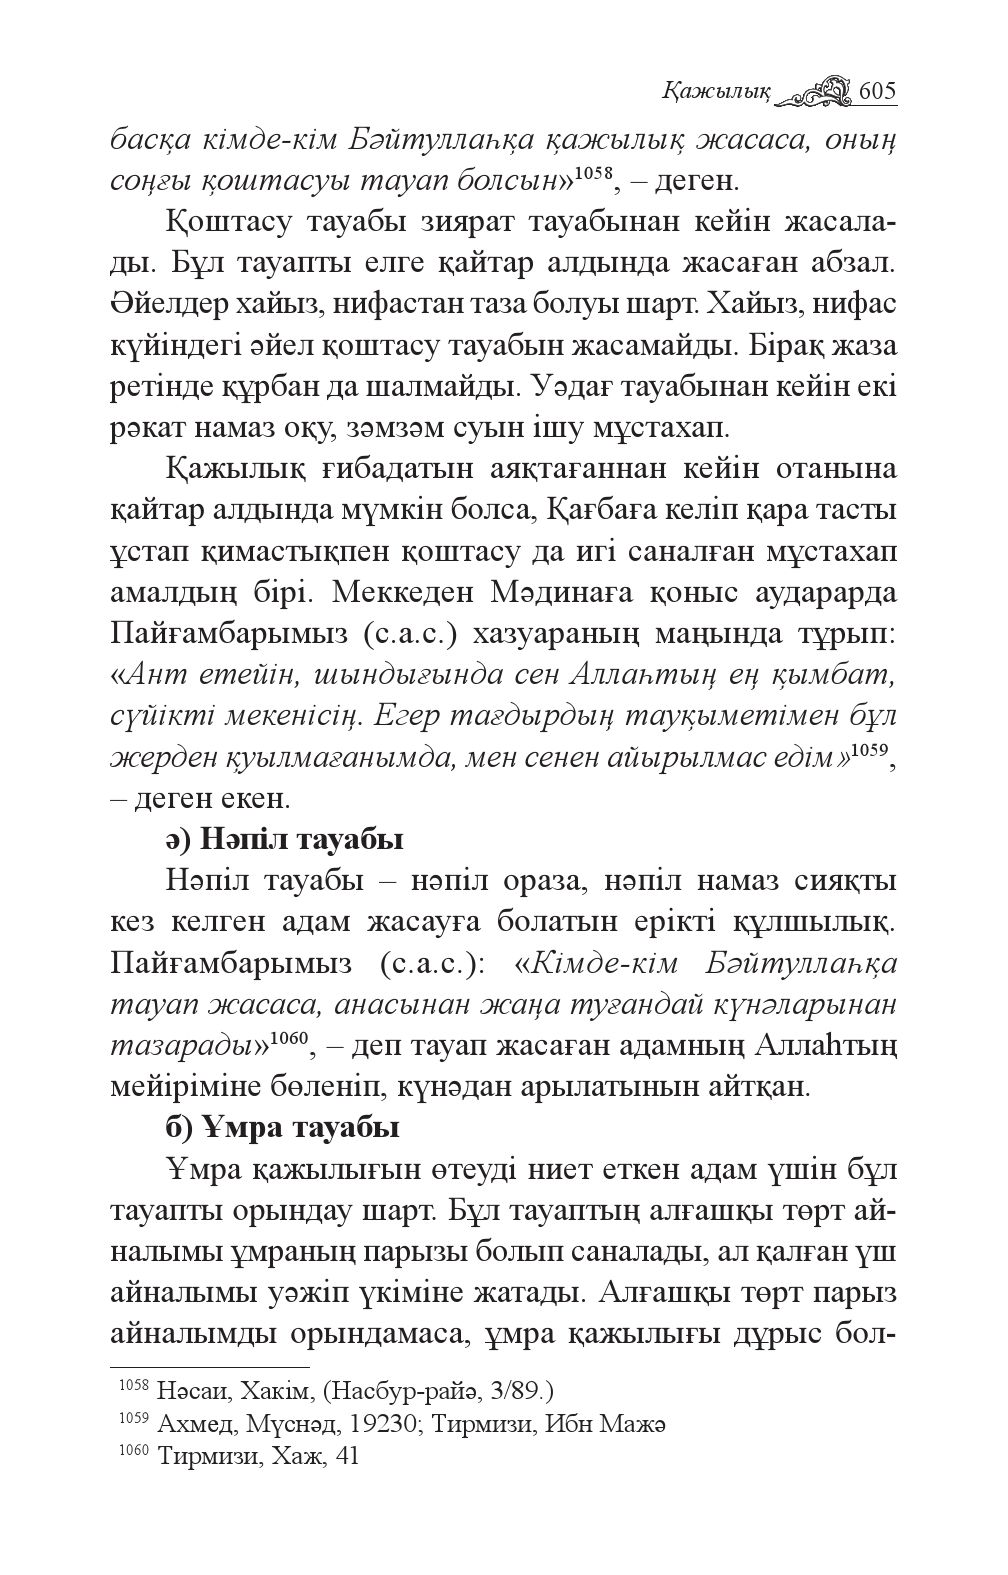 Қажылық 605
басқа кімде-кім Бәйтуллаһқа қажылық жасаса, оның
соңғы қоштасуы тауап болсын»1058, – деген.
Қоштасу тауабы зиярат тауабынан кейін жасала-
ды. Бұл тауапты елге қайтар алдында жасаған абзал.
Әйелдер хайыз, нифастан таза болуы шарт. Хайыз, нифас
күйіндегі әйел қоштасу тауабын жасамайды. Бірақ жаза
ретінде құрбан да шалмайды. Уәдағ тауабынан кейін екі
рәкат намаз оқу, зәмзәм суын ішу мұстахап.
Қажылық ғибадатын аяқтағаннан кейін отанына
қайтар алдында мүмкін болса, Қағбаға келіп қара тасты
ұстап қимастықпен қоштасу да игі саналған мұстахап
амалдың бірі. Меккеден Мәдинаға қоныс аударарда
Пайғамбарымыз (с.а.с.) хазуараның маңында тұрып:
«Ант етейін, шындығында сен Аллаһтың ең қымбат,
сүйікті мекенісің. Егер тағдырдың тауқыметімен бұл
жерден қуылмағанымда, мен сенен айырылмас едім»1059,
– деген екен.
ә) Нәпіл тауабы
Нәпіл тауабы – нәпіл ораза, нәпіл намаз сияқты
кез келген адам жасауға болатын ерікті құлшылық.
Пайғамбарымыз (с.а.с.): «Кімде-кім Бәйтуллаһқа
тауап жасаса, анасынан жаңа туғандай күнәларынан
тазарады»1060, – деп тауап жасаған адамның Аллаһтың
мейіріміне бөленіп, күнәдан арылатынын айтқан.
б) Ұмра тауабы
Ұмра қажылығын өтеуді ниет еткен адам үшін бұл
тауапты орындау шарт. Бұл тауаптың алғашқы төрт ай-
налымы ұмраның парызы болып саналады, ал қалған үш
айналымы уәжіп үкіміне жатады. Алғашқы төрт парыз
айналымды орындамаса, ұмра қажылығы дұрыс бол-
1058 Нәсаи, Хакім, (Насбур-райә, 3/89.)
1059 Ахмед, Мүснәд, 19230; Тирмизи, Ибн Мажә
1060 Тирмизи, Хаж, 41